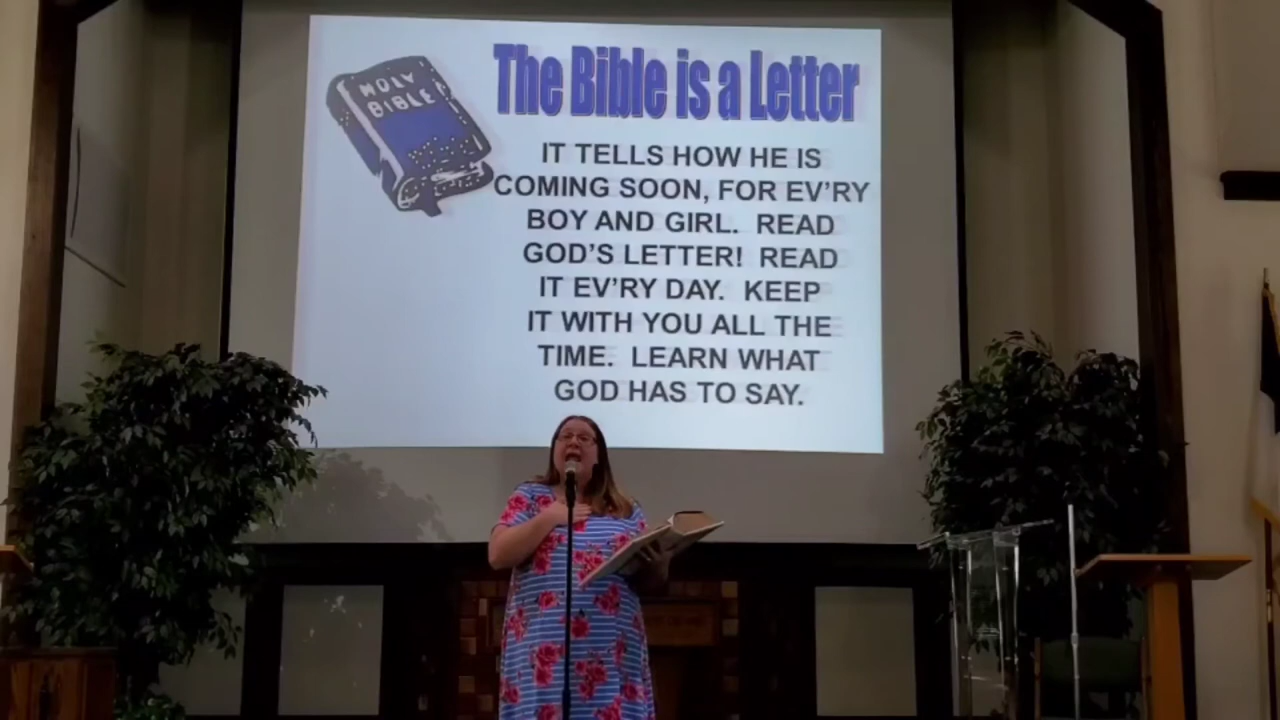 The Bible is a Letter
HOLY
BIBLE
IT TELLS HOW HE IS
COMING SOON, FOR EV'RY
BOY AND GIRL. READ
GOD'S LETTER! READ
IT EV'RY DAY. KEEP
IT WITH YOU ALL THE
TIME. LEARN WHAT
GOD HAS TO SAY.